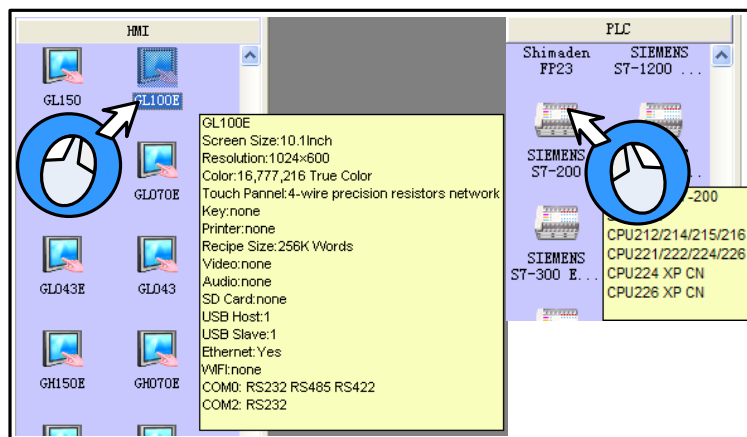 HMI
GL150
GL100E
GL070E
GL043E
GL043
GH150E
GH070E
GL100E
Screen Size:10.1Inch
Resolution:1024×600
Color:16,777,216 True Color
Touch Pannel:4-wire precision resistors network
Key:none
Printer:none
Recipe Size:256K Words
Video:none
Audio:none
SD Card:none
USB Host:1
USB Slave:1
Ethernet:Yes
WIFI:none
COM0: RS232 RS485 RS422
COM2: RS232
PLC
Shimaden
FP23
SIEMENS
S7-1200 ...
SIEMENS
S7-200
SIEMENS
S7-300 E...
-200
CPU212/214/215/216
CPU221/222/224/226
CPU224 XP CN
CPU226 XP CN